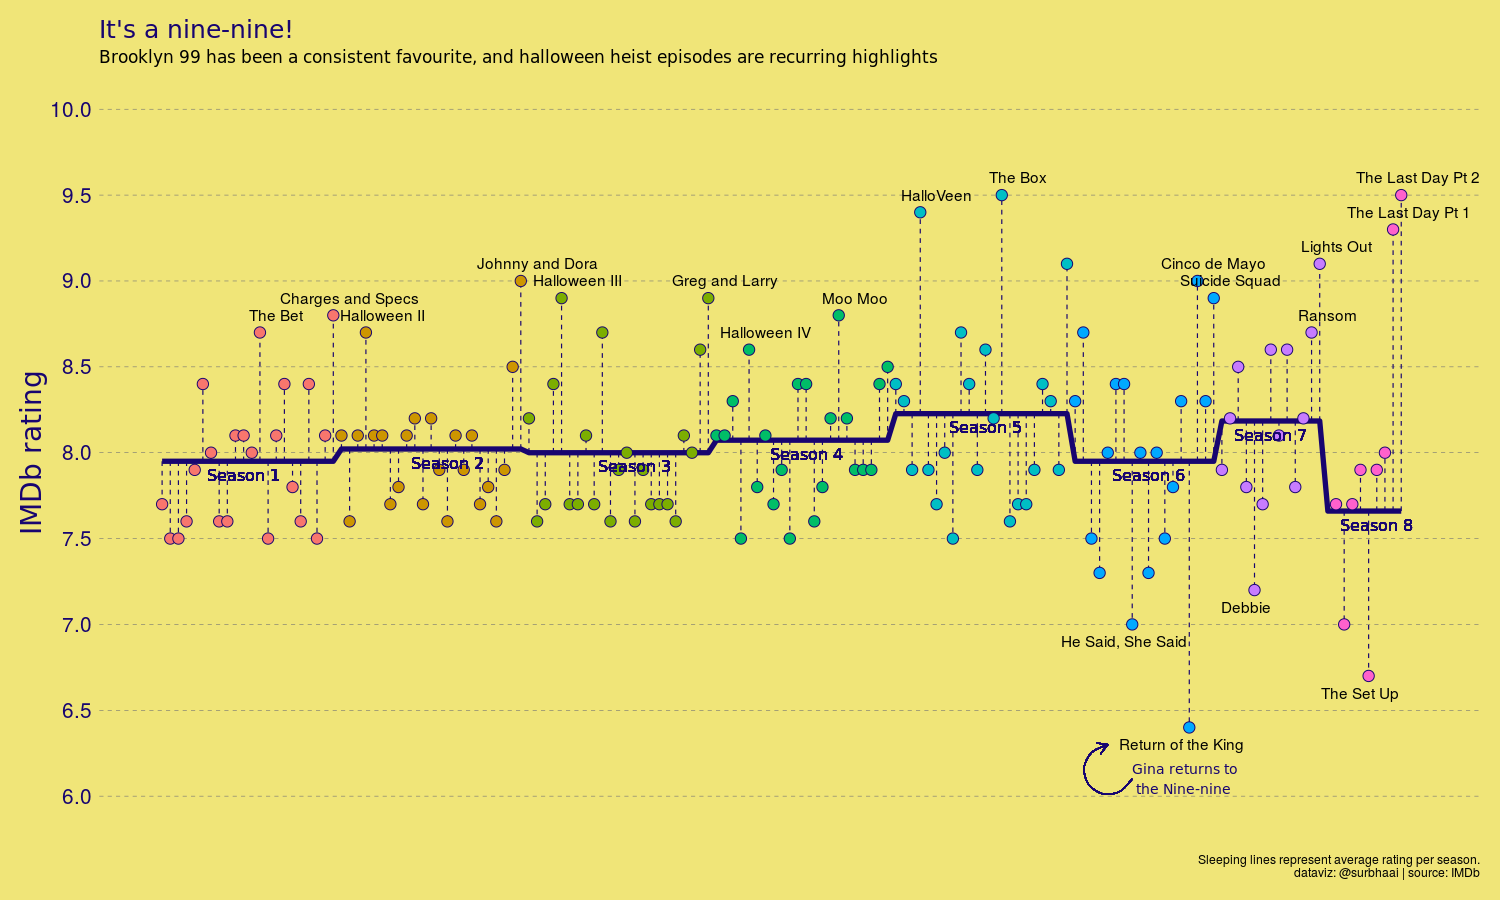 It's a nine-nine!
Brooklyn 99 has been a consistent favourite, and halloween heist episodes are recurring highlights
10.0
9.5
9.0
8.5
8.0
7.5
7.0
6.5
6.0
IMDb rating
The Bet
Charges and Specs
Halloween II
Johnny and Dora
Halloween III
Greg and Larry
Halloween IV
Moo Moo
HalloVeen
The Box
Cinco de Mayo
Suicide Squad
Lights Out
Ransom
The Last Day Pt 2
The Last Day Pt 1
Season 1
Season 2
Season 3
Season 4
Season 5
Season 6
Season 7
Season 8
Debbie
He Said, She Said
The Set Up
Return of the King
Gina returns to
the Nine-nine
Sleeping lines represent average rating per season.
dataviz: @surbhaai | source: IMDb